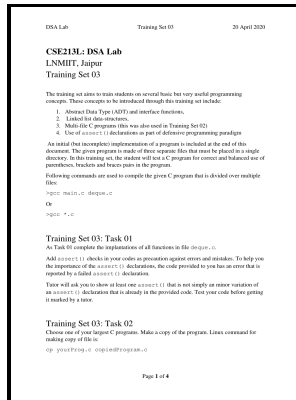 DSA Lab Training Set 03 20 April 2020
CSE213L: DSA Lab
LNMIIT, Jaipur
Training Set 03
The training set aims to train students on several basic but very useful programming
concepts. These concepts to be introduced through this training set include:
1. Abstract Data Type (ADT) and interface functions,
2. Linked list data-structures,
3. Multi-file C programs (this was also used in Training Set 02)
4. Use of assert() declarations as part of defensive programming paradigm
An initial (but incomplete) implementation of a program is included at the end of this
document. The given program is made of three separate files that must be placed in a single
directory. In this training set, the student will test a C program for correct and balanced use of
parentheses, brackets and braces pairs in the program.
Following commands are used to compile the given C program that is divided over multiple
files:
>gcc main.c deque.c
Or
>gcc *.c
Training Set 03: Task 01
As Task 01 complete the implantations of all functions in file deque.c.
Add assert() checks in your codes as precaution against errors and mistakes. To help you
the importance of the assert() declarations, the code provided to you has an error that is
reported by a failed assert().
Tutor will ask you to show at least one assert() that is not simply an minor variation of
an assert() declaration that is already in the provided code. Test your code before getting
it marked by a tutor.
Training Set 03: Task 02
Choose one of your largest C programs. Make a copy of the program. Linux command for
making copy of file is:
cp yourProg.c copiedProgram.c
Page 1 of 4